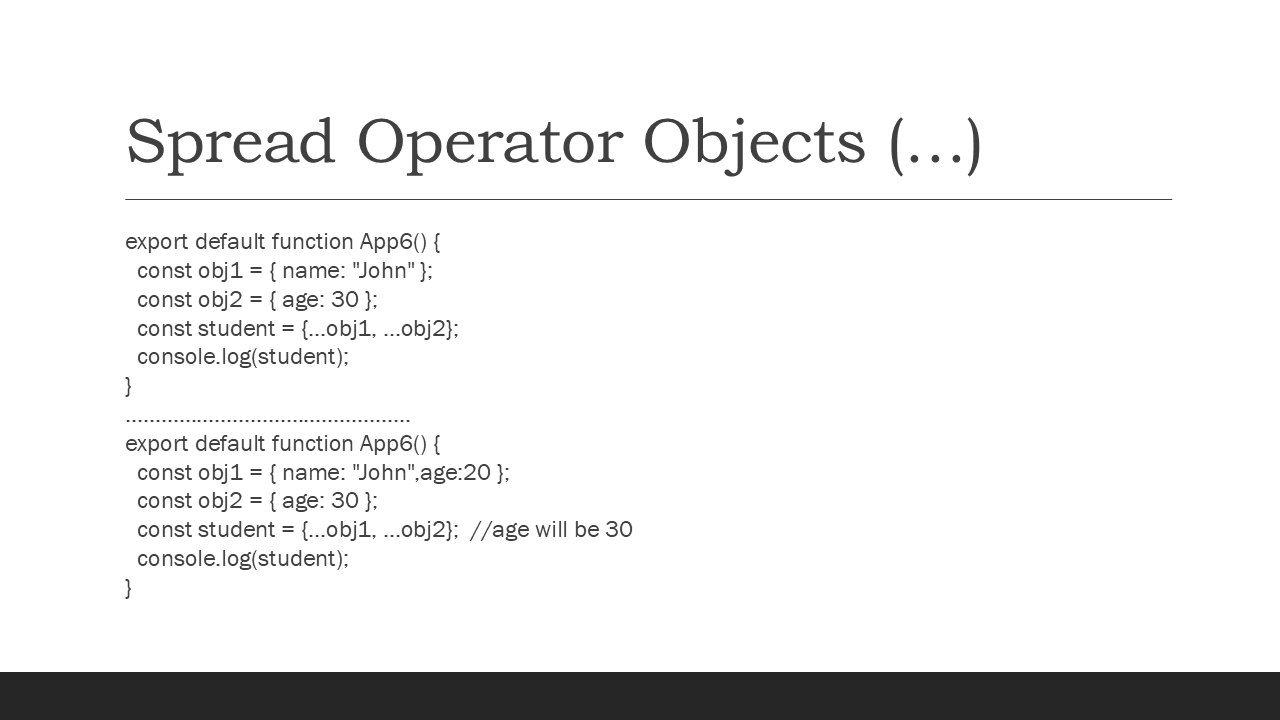 Spread Operator Objects (…)
export default function App6() {
  const obj1 = { name: "John" };
  const obj2 = { age: 30 };
  const student = {...obj1, ...obj2};
  console.log(student);
}
................................................
export default function App6() {
  const obj1 = { name: "John",age:20 };
  const obj2 = { age: 30 };
  const student = {...obj1, ...obj2};  //age will be 30
  console.log(student);
}